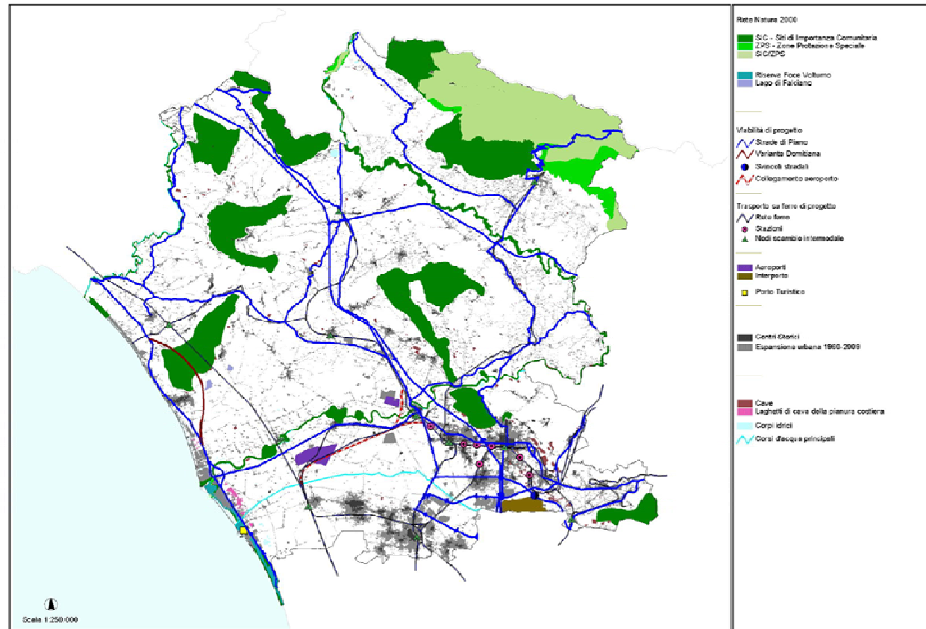 Rete Natura 2000
SIC - Siti di Importanza Comunitaria
ZPS - Zone Protezione Speciale
SIC/ZPS
Riserva Foce Volturno
Lago di Falciano
Viabilità di progetto
Strade di Piano
Variante Domitiana
Svincoli stradali
Collegamento aeroporto
Trasporto su ferro di progetto
Rete ferro
Stazioni
Nodi scambio intermodale
Aeroporti
Interporto
Porto Turistico
Centri Storici
Espansione urbana 1960-2009
Cave
Laghetti di cava della pianura costiera
Corpi idrici
Corsi d'acqua principali
Scala 1:250 000